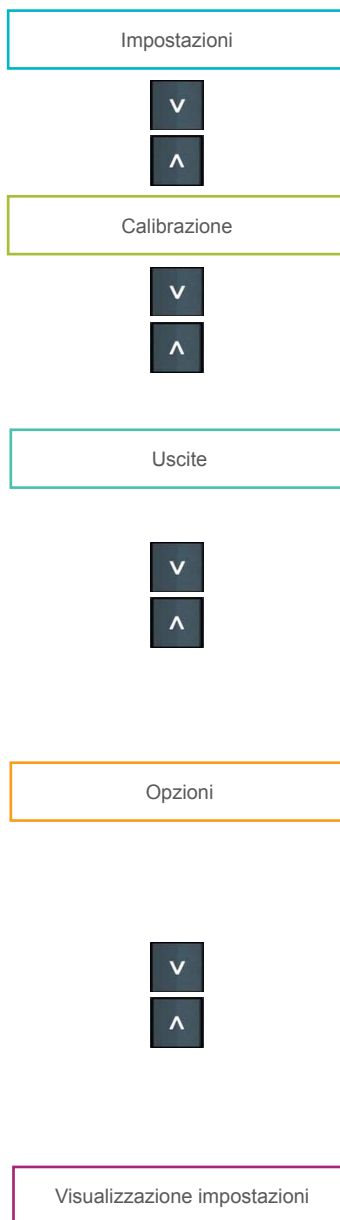 Impostazioni
v
ʌ
Calibrazione
v
ʌ
Uscite
v
ʌ
Opzioni
v
ʌ
Visualizzazione impostazioni